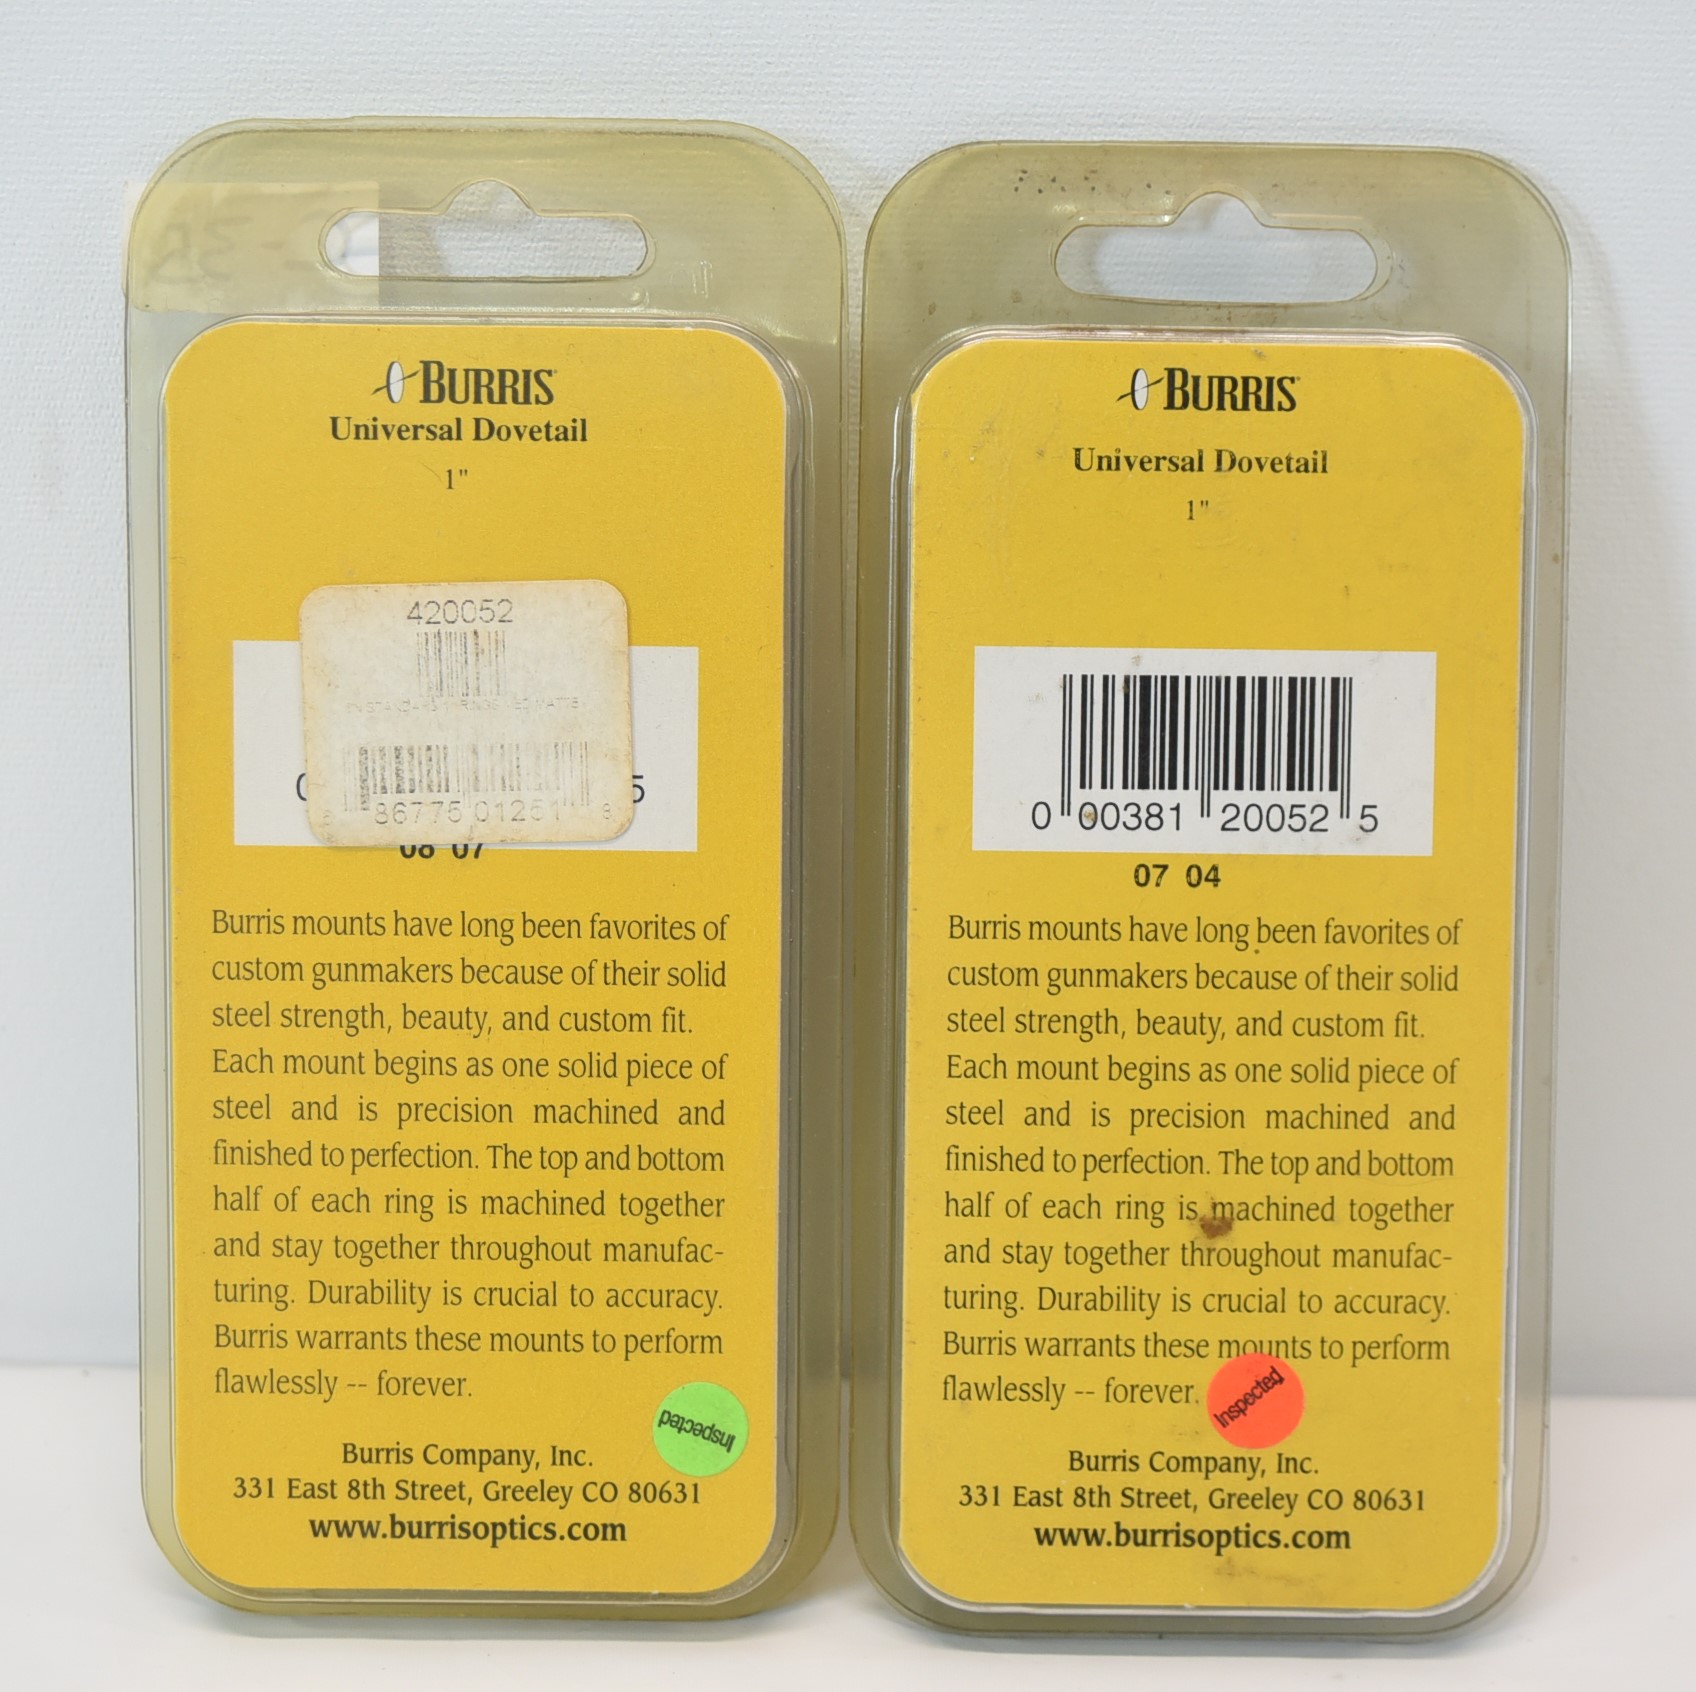 BURRIS
Universal Dovetail
1"
420052
86775 01251 8
5
08 07
Burris mounts have long been favorites of
custom gunmakers because of their solid
steel strength, beauty, and custom fit.
Each mount begins as one solid piece of
steel and is precision machined and
finished to perfection. The top and bottom
half of each ring is machined together
and stay together throughout manufac-
turing. Durability is crucial to accuracy.
Burris warrants these mounts to perform
flawlessly -- forever.
Inspected
Burris Company, Inc.
331 East 8th Street, Greeley CO 80631
www.burrisoptics.com
BURRIS
Universal Dovetail
1"
0 00381 20052 5
07 04
Burris mounts have long been favorites of
custom gunmakers because of their solid
steel strength, beauty, and custom fit.
Each mount begins as one solid piece of
steel and is precision machined and
finished to perfection. The top and bottom
half of each ring is machined together
and stay together throughout manufac-
turing. Durability is crucial to accuracy.
Burris warrants these mounts to perform
flawlessly -- forever.
Inspected
Burris Company, Inc.
331 East 8th Street, Greeley CO 80631
www.burrisoptics.com